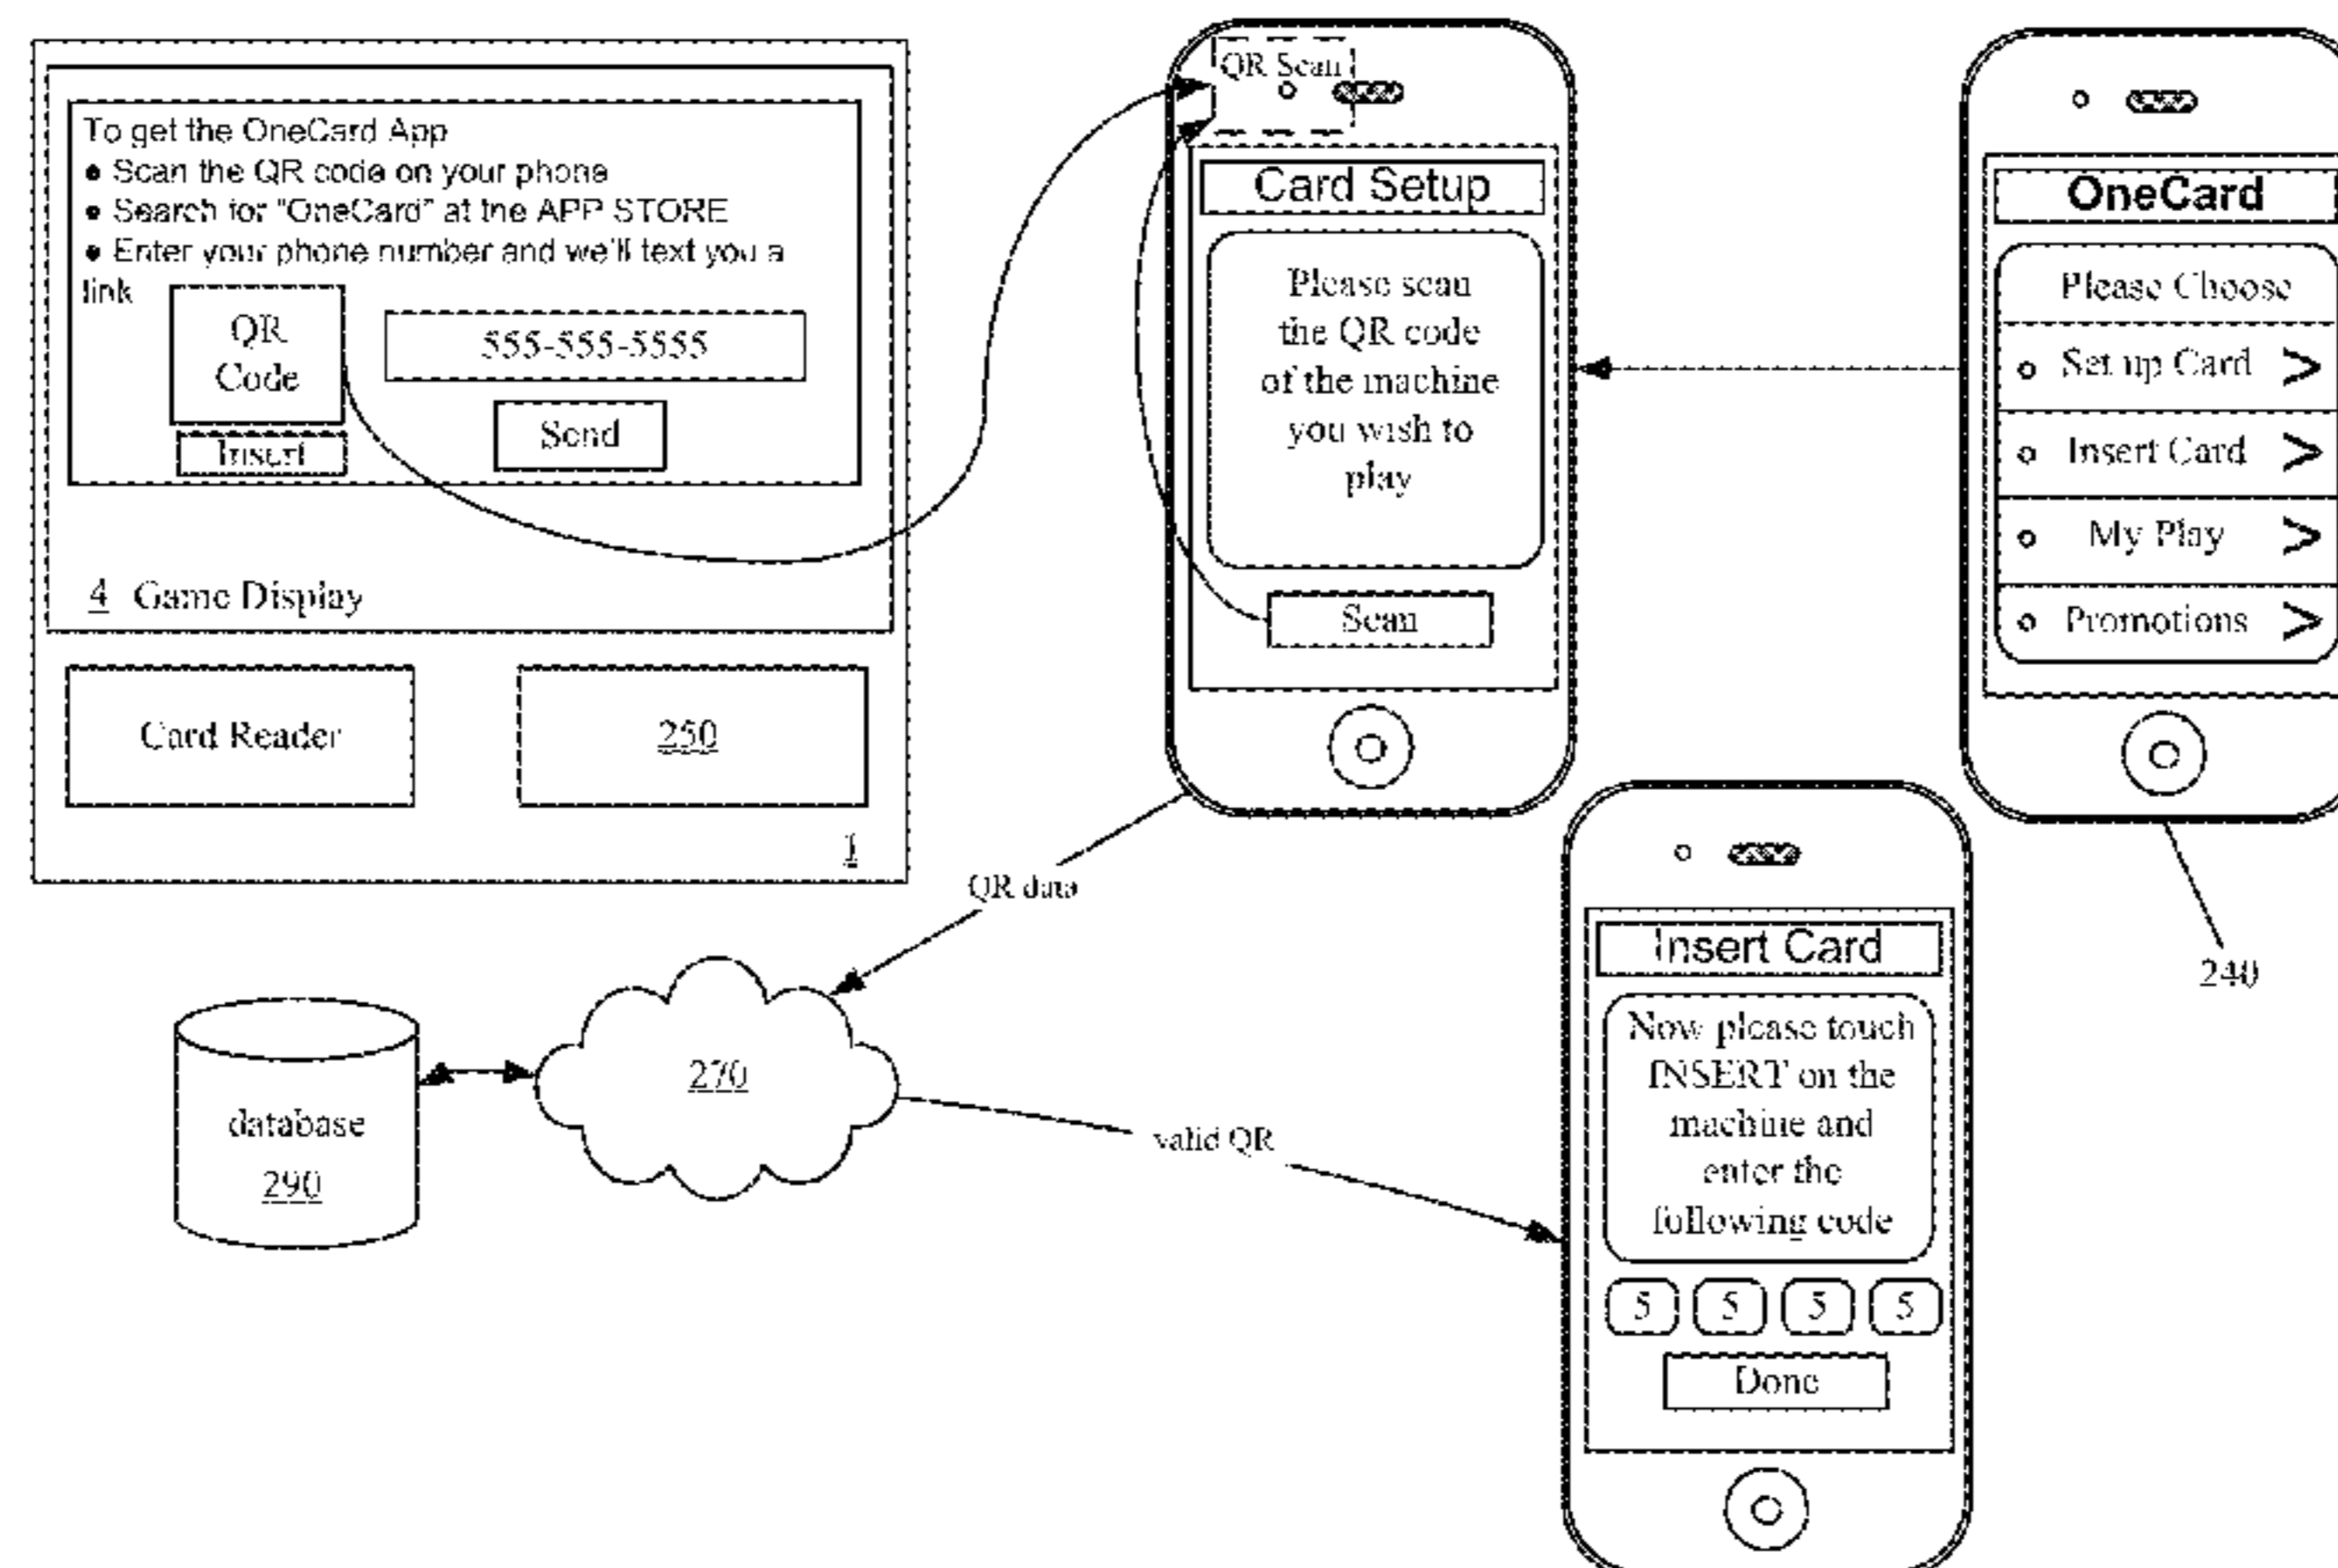 To get the OneCard App
• Scan the QR code on your phone
• Search for "OneCard" at the APP STORE
• Enter your phone number and we'll text you a
link
QR
Code
555-555-5555
Insert
Send
4 Game Display
Card Reader
250
1
QR Scan
Card Setup
Please scan
the QR code
of the machine
you wish to
play
Scan
OneCard
Please Choose
Set up Card >
Insert Card >
My Play >
Promotions >
240
QR data
270
database
290
valid QR
Insert Card
Now please touch
INSERT on the
machine and
enter the
following code
5 5 5 5
Done